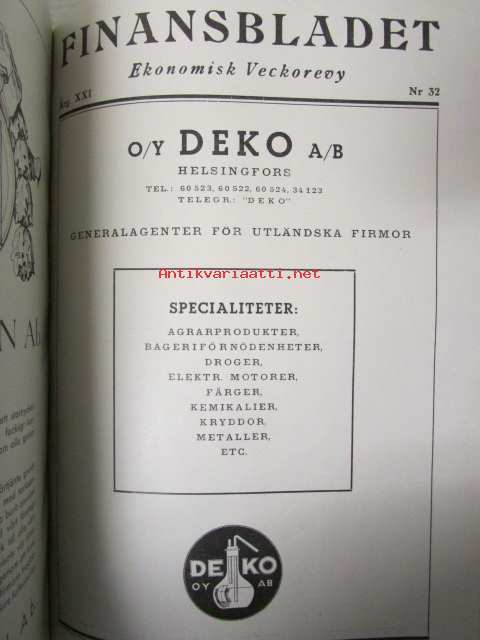 FINANSBLADET
Ekonomisk Veckorevy
Årg. XXI
Nr 32
O/Y DEKO A/B
HELSINGFORS
TEL.: 60 523, 60 522, 60 524, 34 123
TELEGR.: "DEKO"
GENERALAGENTER FÖR UTLÄNDSKA FIRMOR
Antikvariaatti.net
SPECIALITETER:
AGRARPRODUKTER,
BAGERIFÖRNÖDENHETER,
DROGER,
ELEKTR. MOTORER,
FÄRGER,
KEMIKALIER,
KRYDDOR,
METALLER,
ETC.
DEKO
OY AB